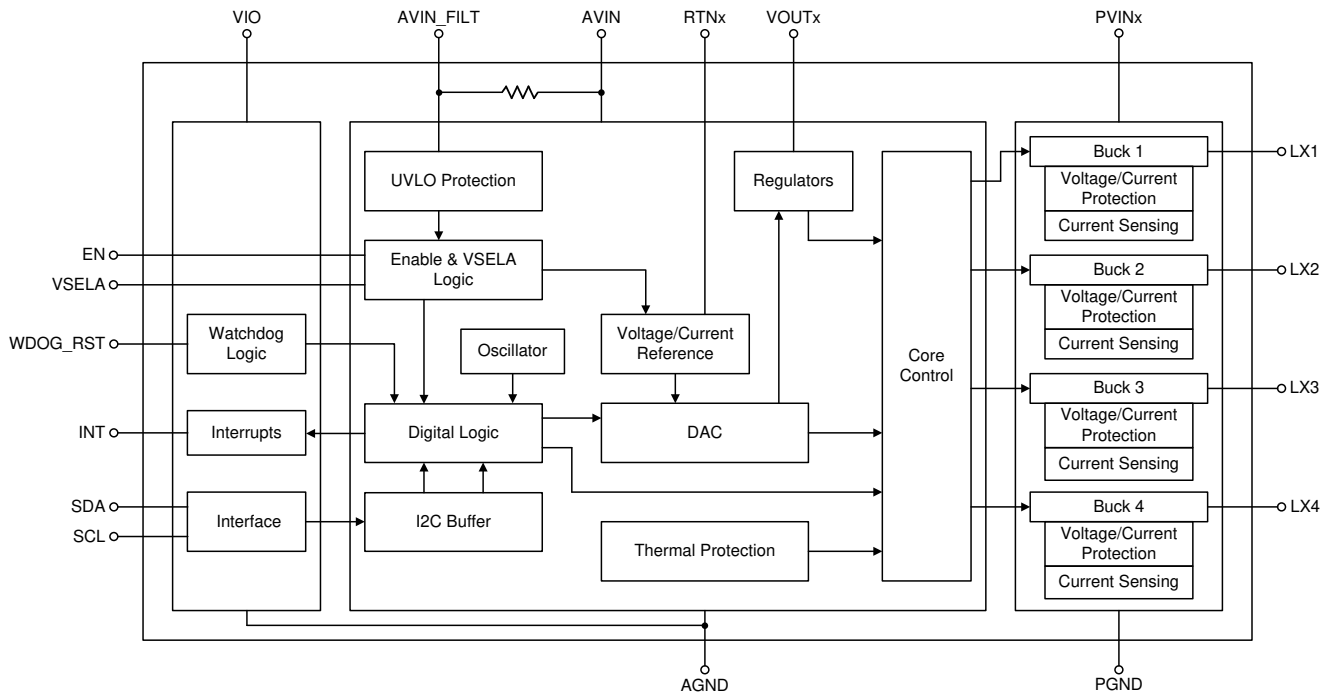 VIO
AVIN_FILT
AVIN
RTNx
VOUTx
PVINx
UVLO Protection
Regulators
Buck 1
Voltage/Current
Protection
Current Sensing
LX1
EN
VSELA
Enable & VSELA
Logic
Buck 2
Voltage/Current
Protection
Current Sensing
LX2
WDOG_RST
Watchdog
Logic
Oscillator
Voltage/Current
Reference
Core
Control
Buck 3
Voltage/Current
Protection
Current Sensing
LX3
INT
Interrupts
Digital Logic
DAC
SDA
SCL
Interface
I2C Buffer
Thermal Protection
Buck 4
Voltage/Current
Protection
Current Sensing
LX4
AGND
PGND